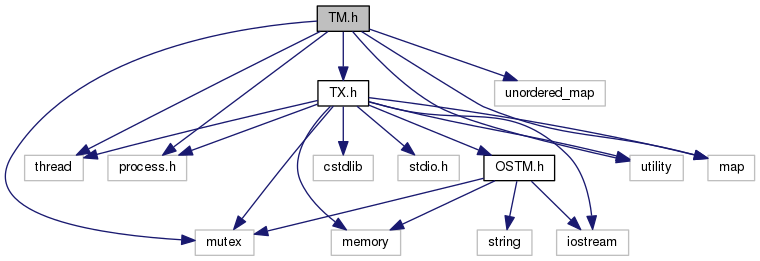 TM.h
TX.h
unordered_map
thread
process.h
cstdlib
stdio.h
OSTM.h
utility
map
mutex
memory
string
iostream